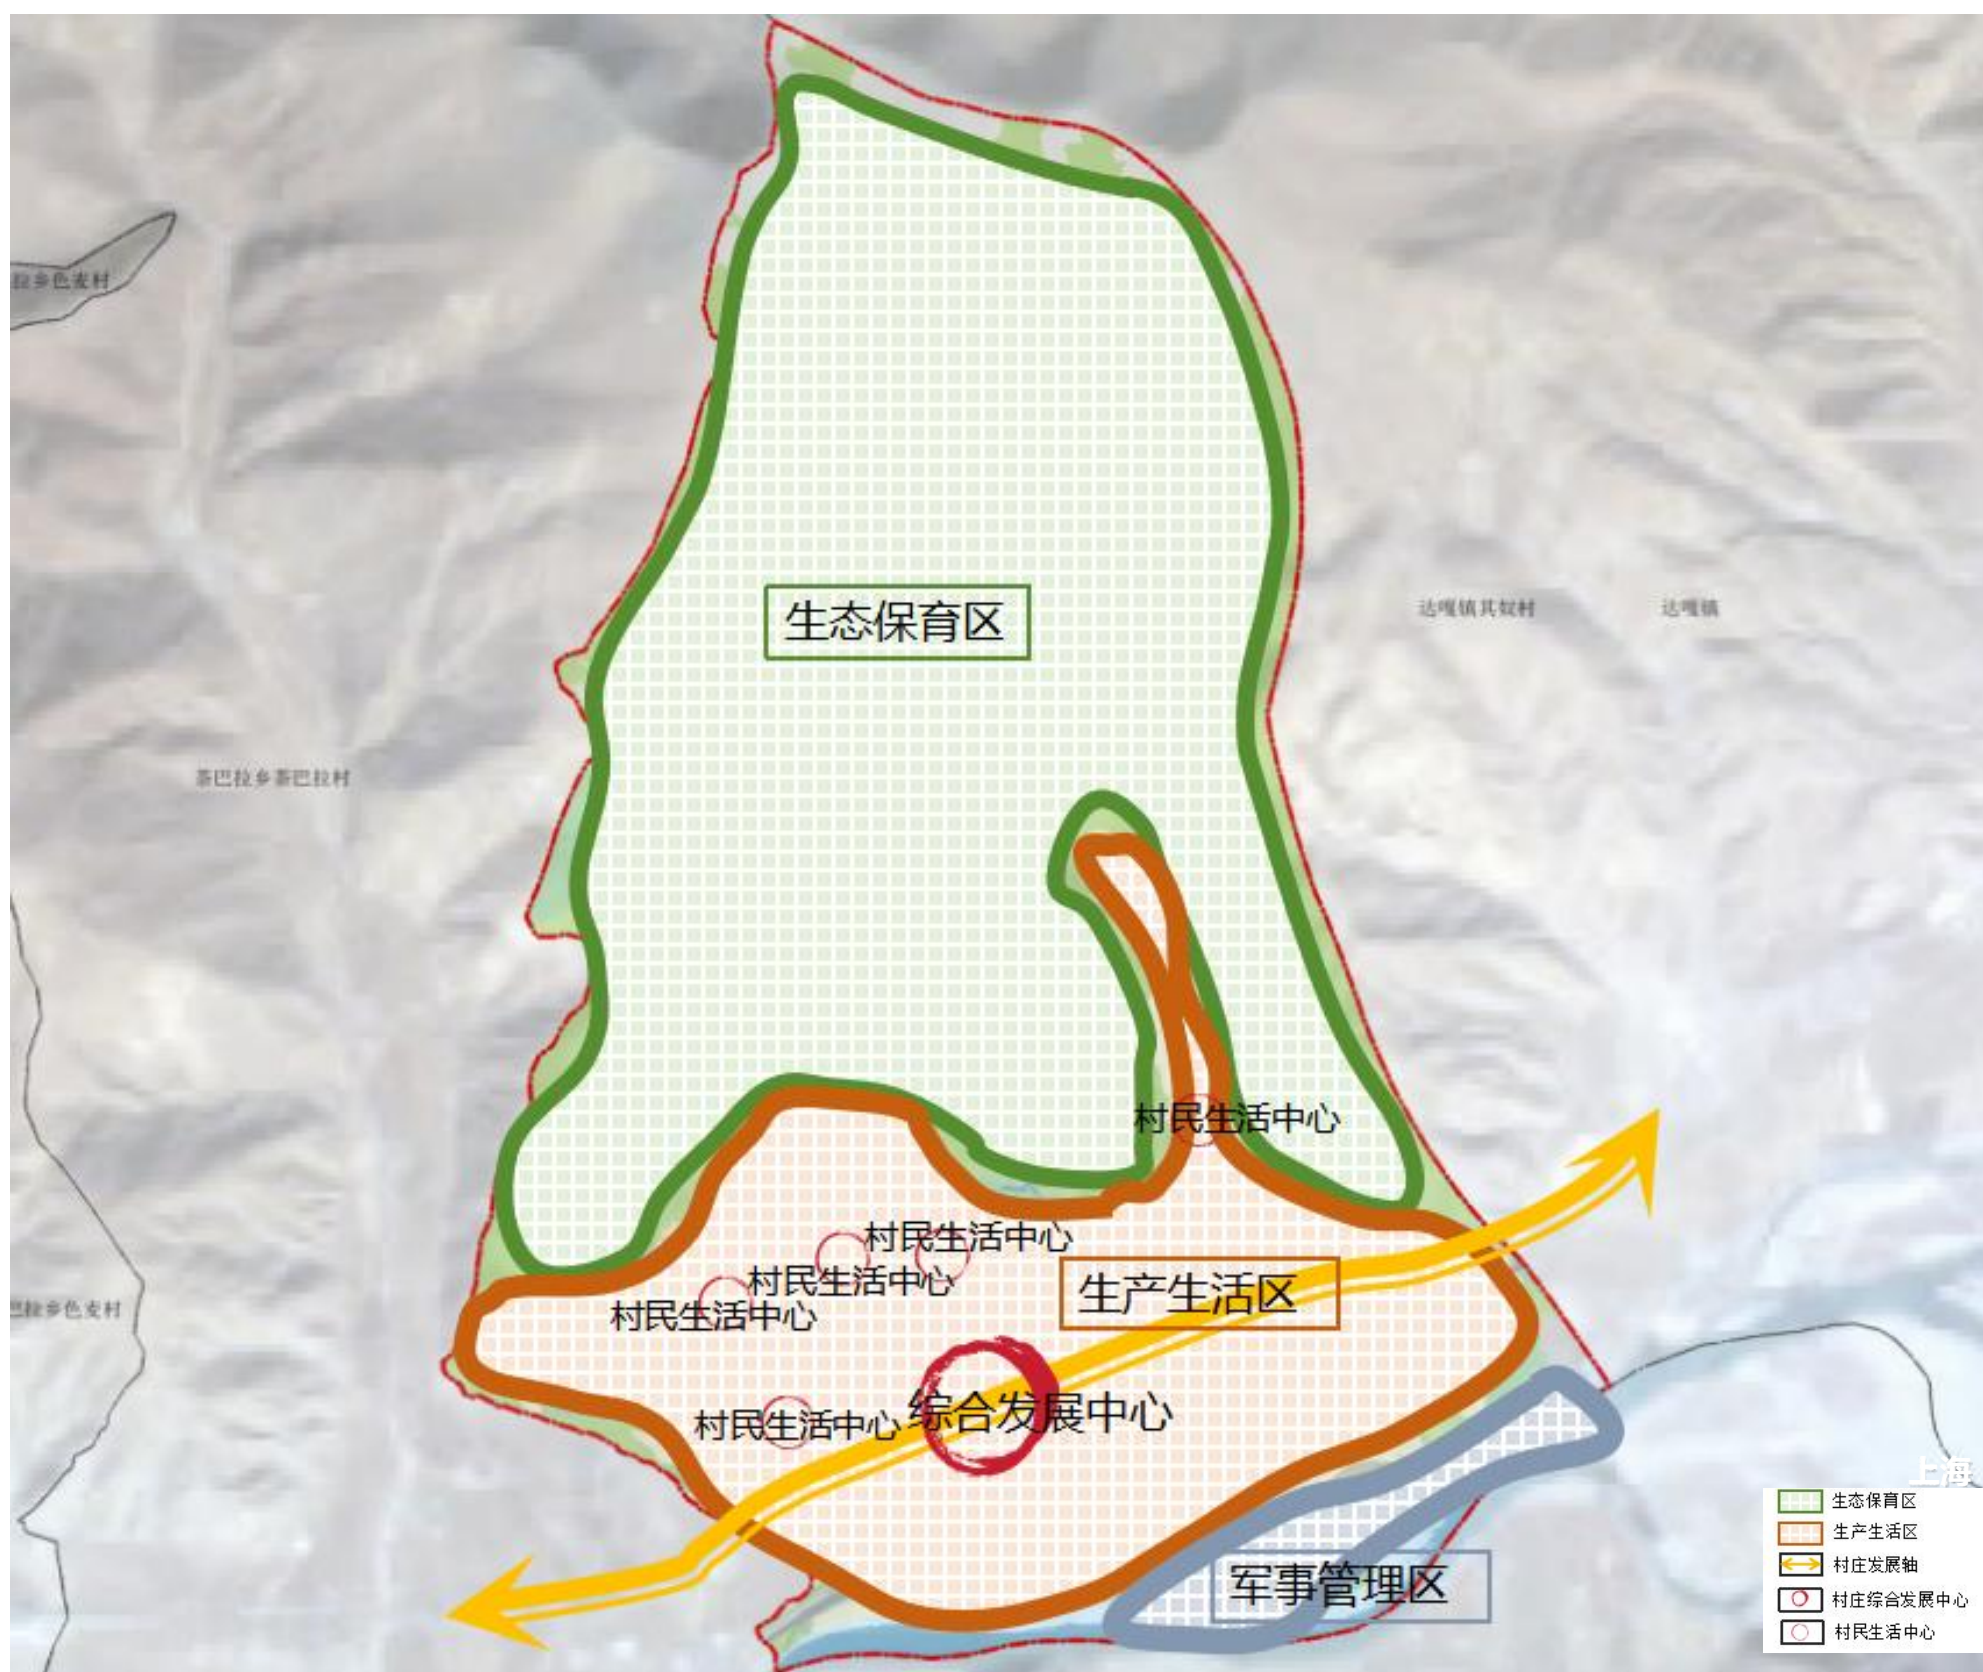 拉乡色麦村
生态保育区
达嘎镇其奴村
达嘎镇
茶巴拉乡茶巴拉村
村民生活中心
村民生活中心
村民生活中心
生产生活区
巴拉乡色麦村
村民生活中心
综合发展中心
村民生活中心
上海
军事管理区
生态保育区
生产生活区
村庄发展轴
村庄综合发展中心
村民生活中心